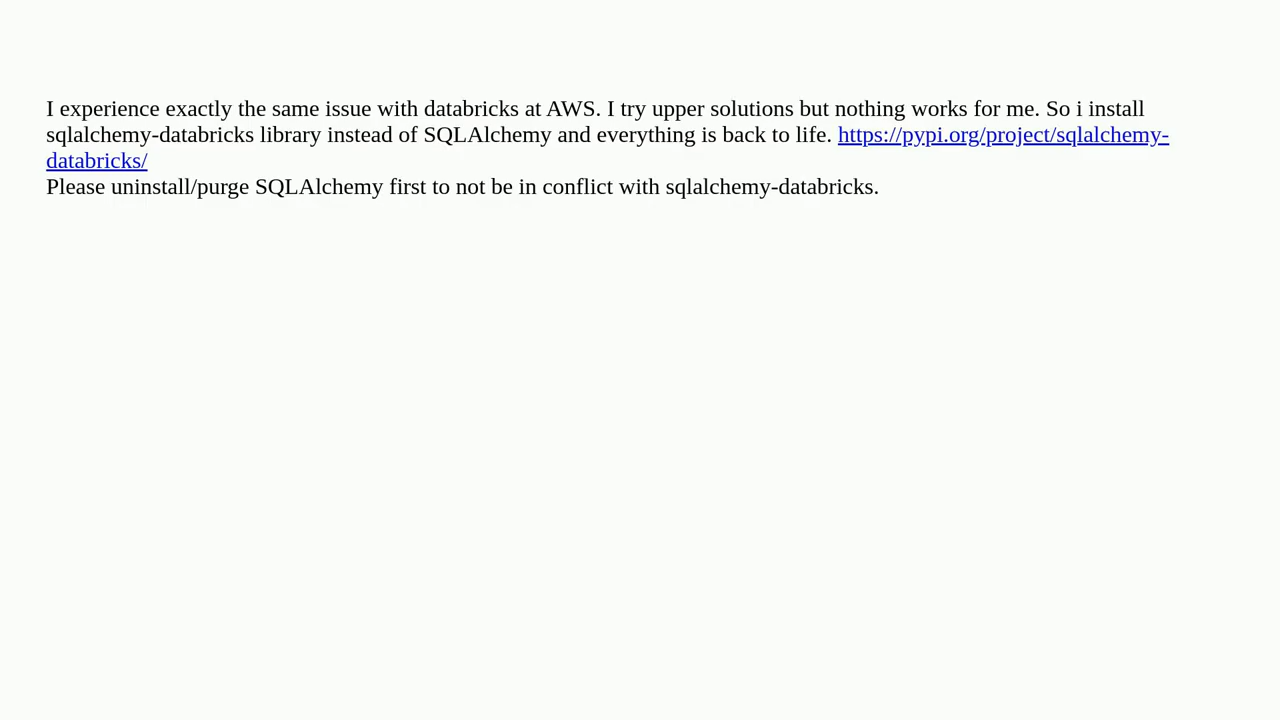 I experience exactly the same issue with databricks at AWS. I try upper solutions but nothing works for me. So i install
sqlalchemy-databricks library instead of SQLAlchemy and everything is back to life. https://pypi.org/project/sqlalchemy-
databricks/
Please uninstall/purge SQLAlchemy first to not be in conflict with sqlalchemy-databricks.